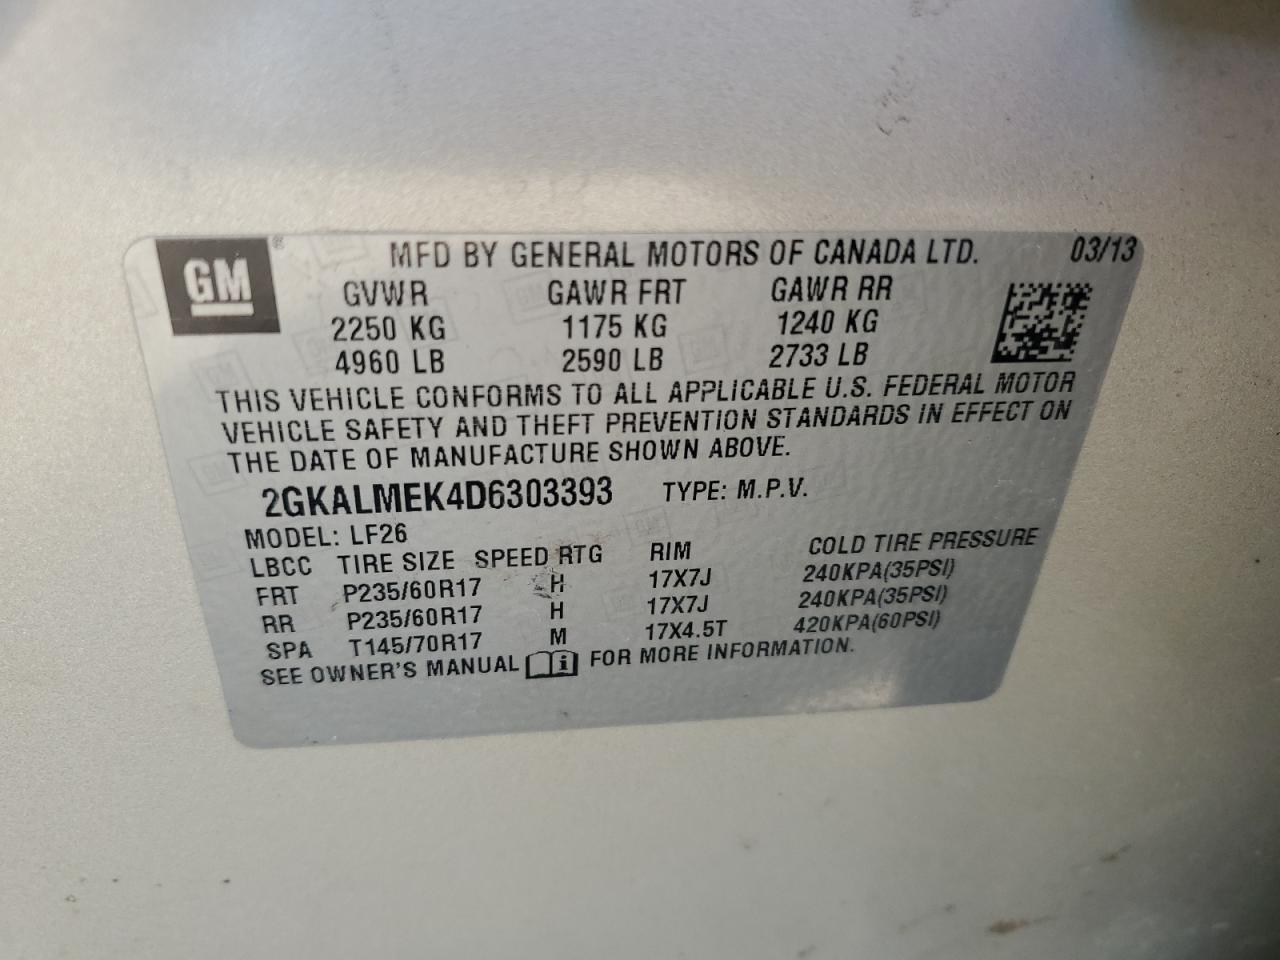 GM® MFD BY GENERAL MOTORS OF CANADA LTD. 03/13
GVWR GAWR FRT GAWR RR
2250 KG 1175 KG 1240 KG
4960 LB 2590 LB 2733 LB
THIS VEHICLE CONFORMS TO ALL APPLICABLE U.S. FEDERAL MOTOR
VEHICLE SAFETY AND THEFT PREVENTION STANDARDS IN EFFECT ON
THE DATE OF MANUFACTURE SHOWN ABOVE.
2GKALMEK4D6303393 TYPE: M.P.V.
MODEL: LF26
LBCC TIRE SIZE SPEED RTG RIM COLD TIRE PRESSURE
FRT P235/60R17 H 17X7J 240KPA(35PSI)
RR P235/60R17 H 17X7J 240KPA(35PSI)
SPA T145/70R17 M 17X4.5T 420KPA(60PSI)
SEE OWNER'S MANUAL i FOR MORE INFORMATION.